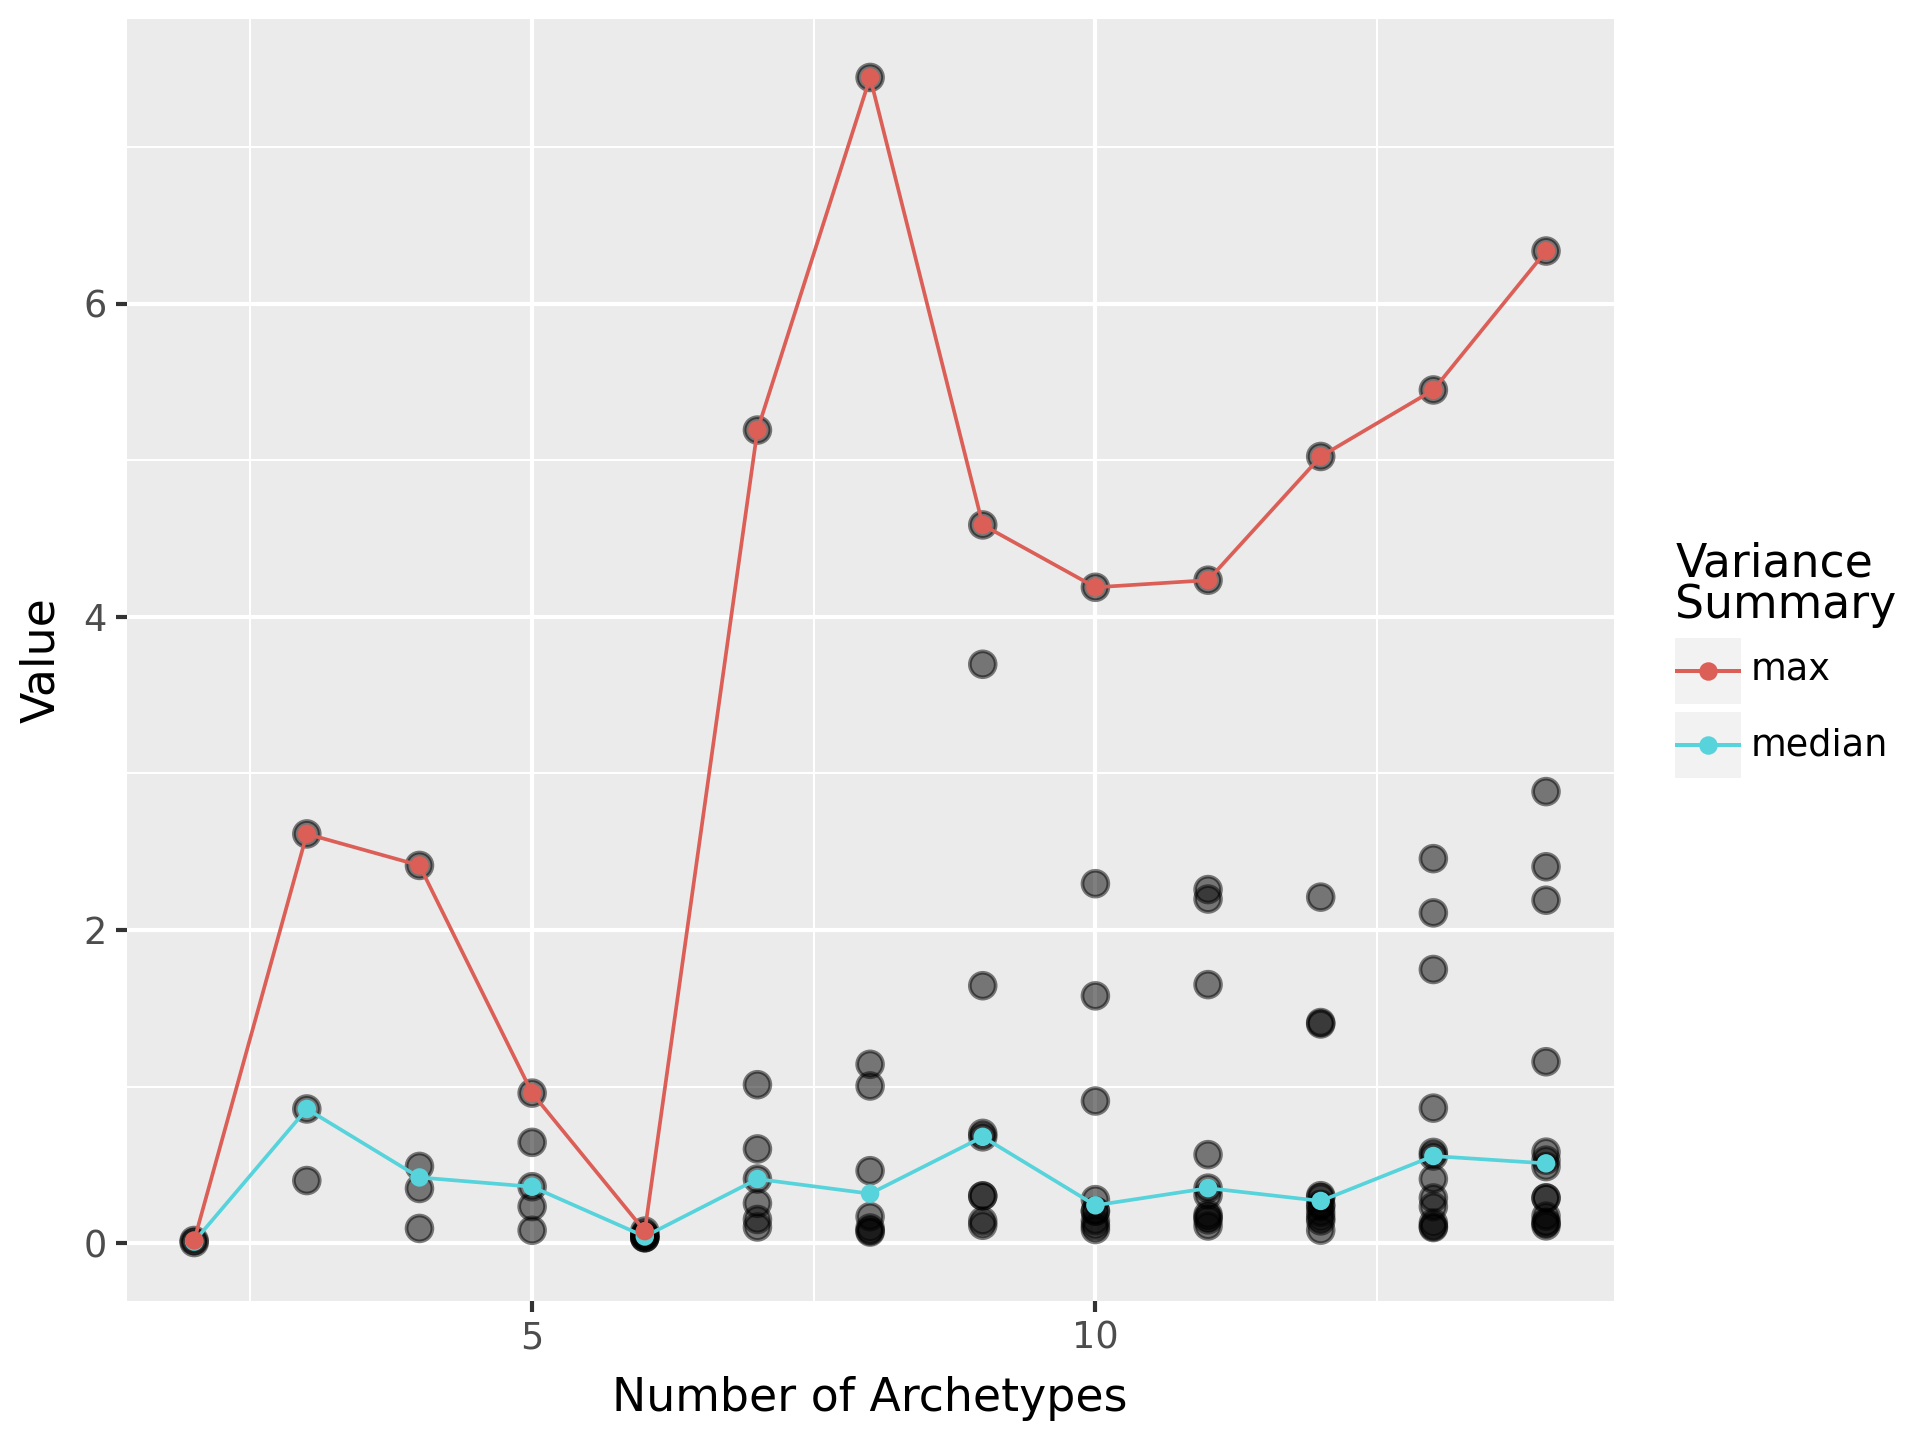 6
4
2
0
Value
5
10
Number of Archetypes
Variance
Summary
max
median